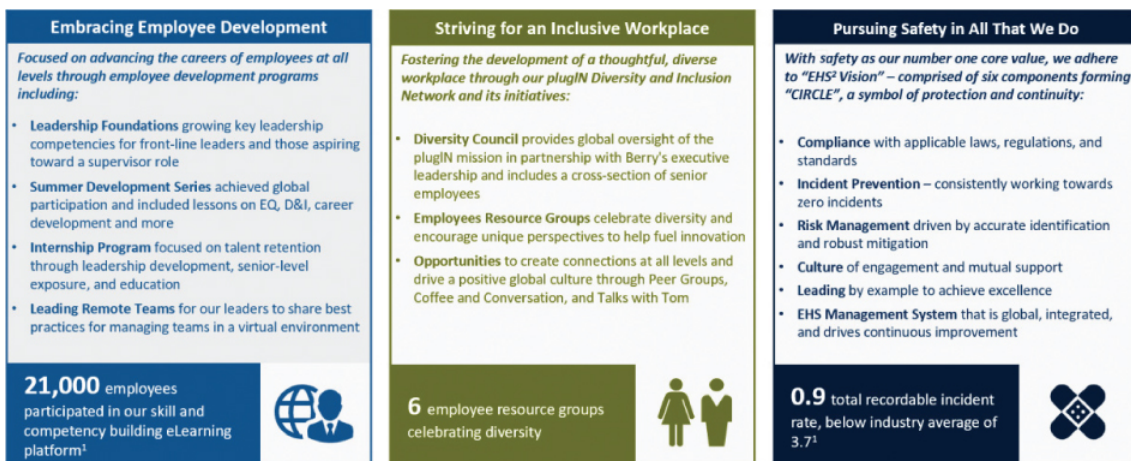 Embracing Employee Development
Focused on advancing the careers of employees at all
levels through employee development programs
including:
• Leadership Foundations growing key leadership
competencies for front-line leaders and those aspiring
toward a supervisor role
• Summer Development Series achieved global
participation and included lessons on EQ, D&I, career
development and more
• Internship Program focused on talent retention
through leadership development, senior-level
exposure, and education
• Leading Remote Teams for our leaders to share best
practices for managing teams in a virtual environment
21,000 employees
participated in our skill and
competency building eLearning
platform¹
Striving for an Inclusive Workplace
Fostering the development of a thoughtful, diverse
workplace through our plugIN Diversity and Inclusion
Network and its initiatives:
• Diversity Council provides global oversight of the
plugIN mission in partnership with Berry's executive
leadership and includes a cross-section of senior
employees
• Employees Resource Groups celebrate diversity and
encourage unique perspectives to help fuel innovation
• Opportunities to create connections at all levels and
drive a positive global culture through Peer Groups,
Coffee and Conversation, and Talks with Tom
6 employee resource groups
celebrating diversity
Pursuing Safety in All That We Do
With safety as our number one core value, we adhere
to "EHS² Vision" – comprised of six components forming
"CIRCLE", a symbol of protection and continuity:
• Compliance with applicable laws, regulations, and
standards
• Incident Prevention – consistently working towards
zero incidents
• Risk Management driven by accurate identification
and robust mitigation
• Culture of engagement and mutual support
• Leading by example to achieve excellence
• EHS Management System that is global, integrated,
and drives continuous improvement
0.9 total recordable incident
rate, below industry average of
3.7¹